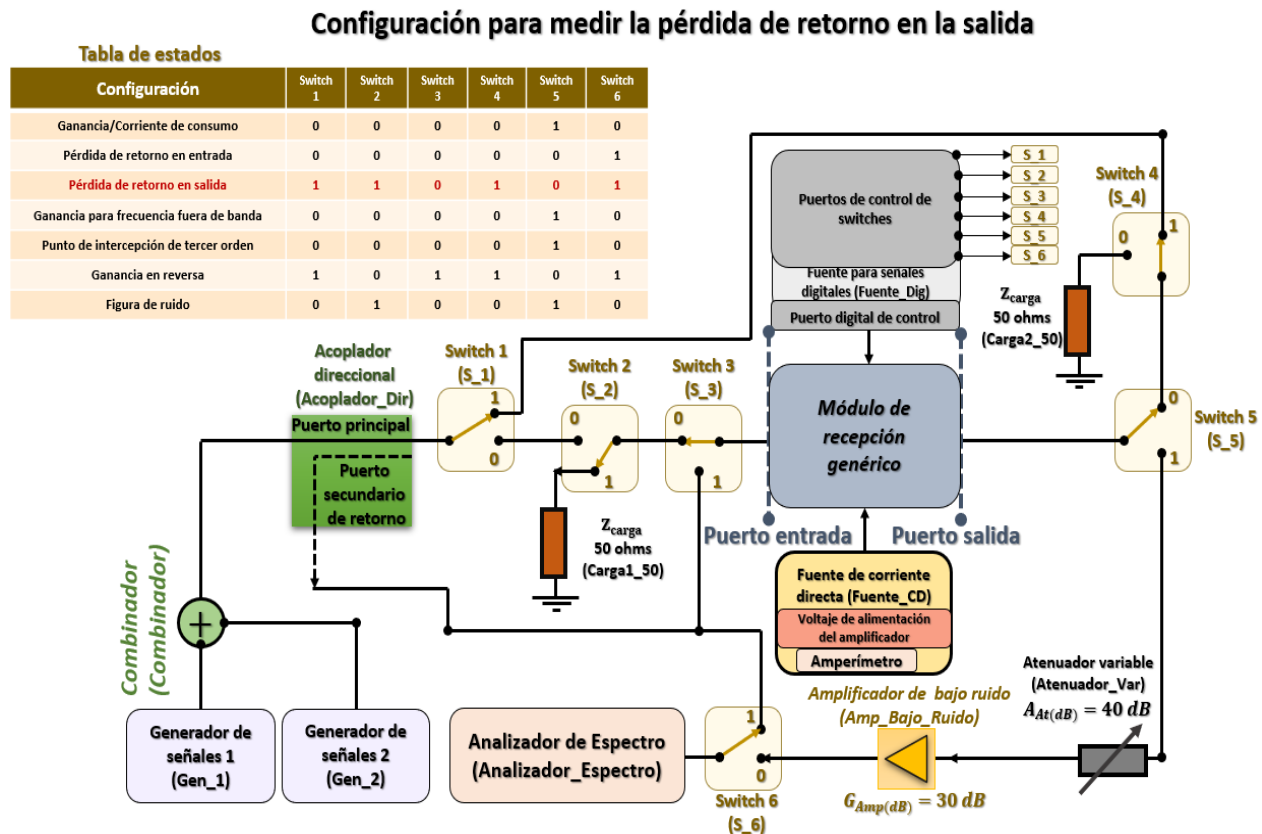 Configuración para medir la pérdida de retorno en la salida
Tabla de estados
Configuración Switch 1 Switch 2 Switch 3 Switch 4 Switch 5 Switch 6
Ganancia/Corriente de consumo 0 0 0 0 1 0
Pérdida de retorno en entrada 0 0 0 0 0 1
Pérdida de retorno en salida 1 1 0 1 0 1
Ganancia para frecuencia fuera de banda 0 0 0 0 1 0
Punto de intercepción de tercer orden 0 0 0 0 1 0
Ganancia en reversa 1 0 1 1 0 1
Figura de ruido 0 1 0 0 1 0
Puertos de control de
switches
S_1
S_2
S_3
S_4
S_5
S_6
Fuente para señales
digitales (Fuente_Dig)
Puerto digital de control
Switch 4
(S_4)
1
0
Zcarga
50 ohms
(Carga2_50)
Acoplador
direccional
(Acoplador_Dir)
Puerto principal
Puerto
secundario
de retorno
Switch 1
(S_1)
1
0
Switch 2
(S_2)
0
1
Switch 3
(S_3)
0
1
Zcarga
50 ohms
(Carga1_50)
Módulo de
recepción
genérico
Puerto entrada
Puerto salida
Switch 5
(S_5)
0
1
Fuente de corriente
directa (Fuente_CD)
Voltaje de alimentación
del amplificador
Amperímetro
Combinador
(Combinador)
+
Generador de
señales 1
(Gen_1)
Generador de
señales 2
(Gen_2)
Analizador de Espectro
(Analizador_Espectro)
1
0
Switch 6
(S_6)
Amplificador de bajo ruido
(Amp_Bajo_Ruido)
GAmp(dB) = 30 dB
Atenuador variable
(Atenuador_Var)
AAt(dB) = 40 dB